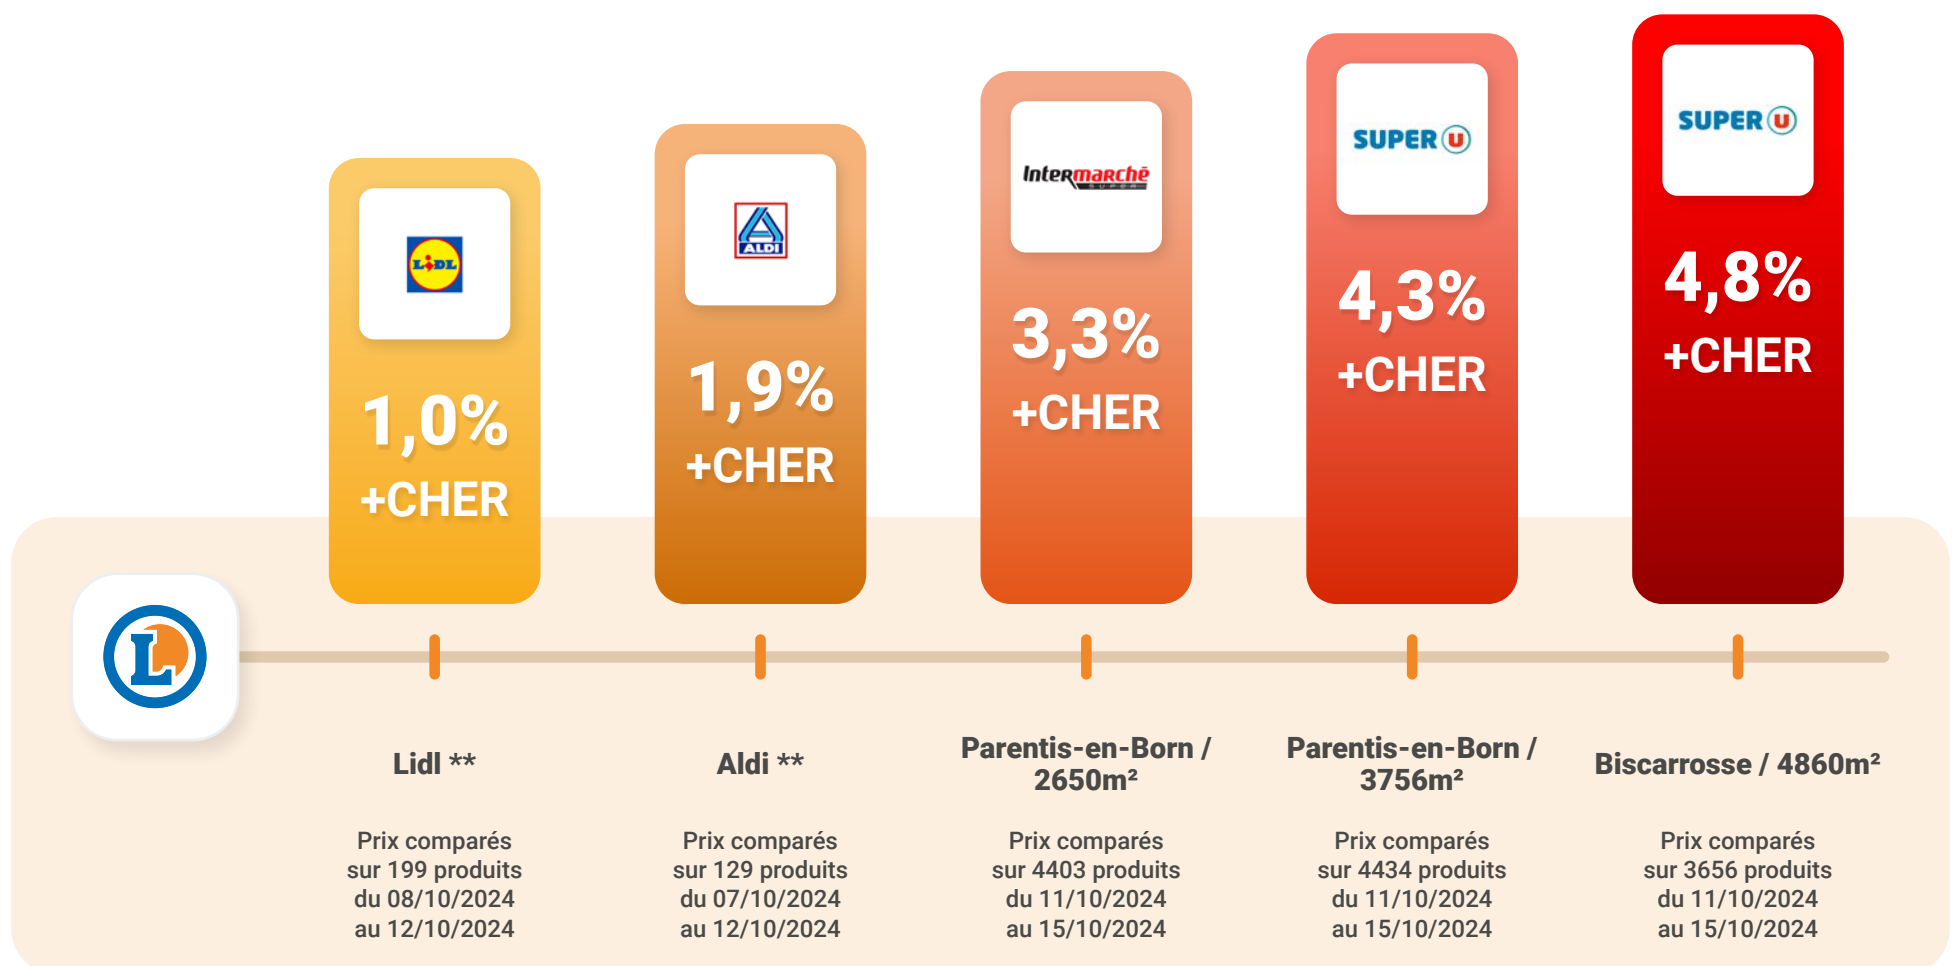 LIDL
1,0%
+CHER
ALDI
1,9%
+CHER
Intermarchē
SUPER
3,3%
+CHER
SUPER U
4,3%
+CHER
SUPER U
4,8%
+CHER
L
Lidl **
Prix comparés
sur 199 produits
du 08/10/2024
au 12/10/2024
Aldi **
Prix comparés
sur 129 produits
du 07/10/2024
au 12/10/2024
Parentis-en-Born /
2650m²
Prix comparés
sur 4403 produits
du 11/10/2024
au 15/10/2024
Parentis-en-Born /
3756m²
Prix comparés
sur 4434 produits
du 11/10/2024
au 15/10/2024
Biscarrosse / 4860m²
Prix comparés
sur 3656 produits
du 11/10/2024
au 15/10/2024